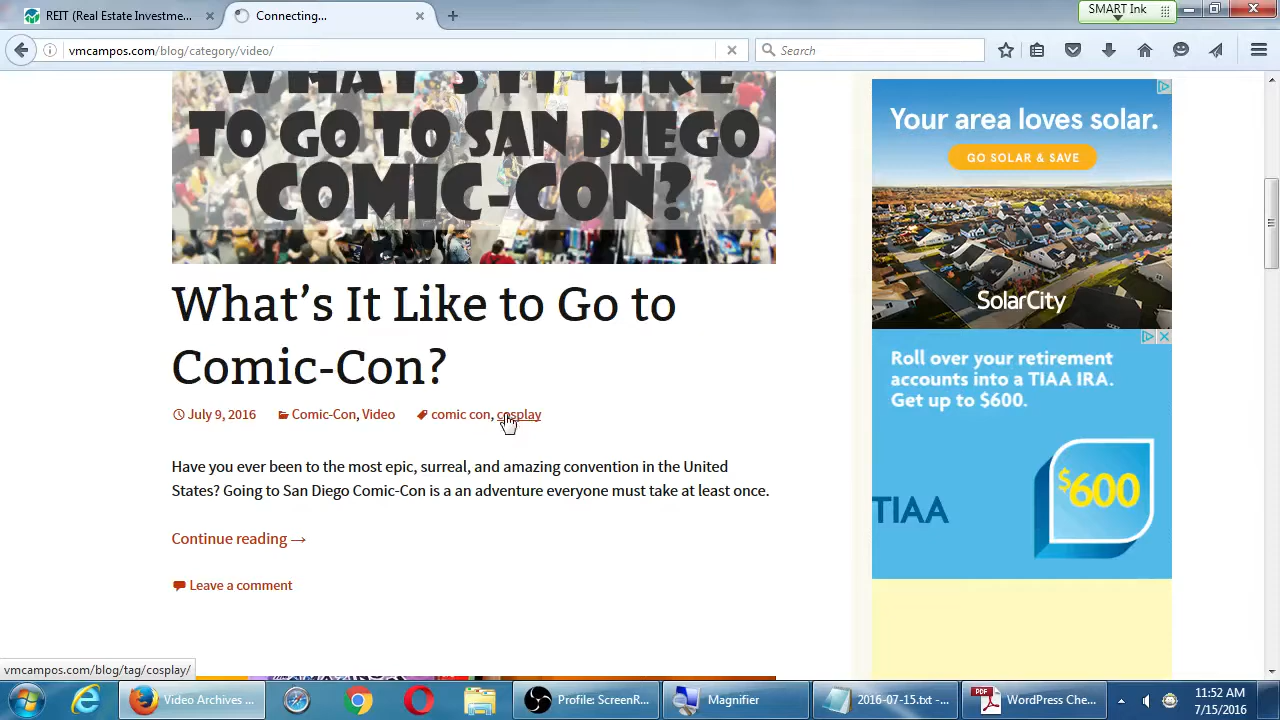 REIT (Real Estate Investme...
Connecting...
SMART Ink
vmcampos.com/blog/category/video/
Search
WHAT'S IT LIKE
TO GO TO SAN DIEGO
COMIC-CON?
What's It Like to Go to
Comic-Con?
July 9, 2016 Comic-Con, Video comic con, cosplay
Have you ever been to the most epic, surreal, and amazing convention in the United
States? Going to San Diego Comic-Con is a an adventure everyone must take at least once.
Continue reading →
Leave a comment
Your area loves solar.
GO SOLAR & SAVE
SolarCity
Roll over your retirement
accounts into a TIAA IRA.
Get up to $600.
$600
TIAA
vmcampos.com/blog/tag/cosplay/
Video Archives ...
Profile: ScreenR...
Magnifier
2016-07-15.txt -...
PDF
WordPress Che...
11:52 AM
7/15/2016